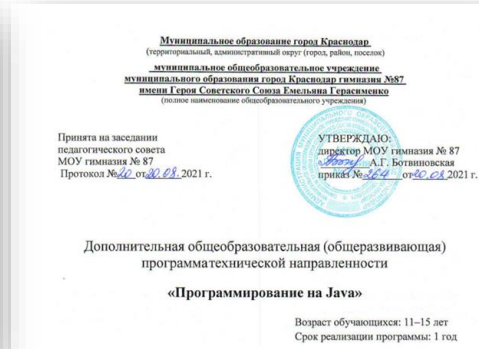 Муниципальное образование город Краснодар
(территориальный, административный округ (город, район, поселок)
муниципальное общеобразовательное учреждение
муниципального образования город Краснодар гимназия №87
имени Героя Советского Союза Емельяна Герасименко
(полное наименование общеобразовательного учреждения)
Принята на заседании
педагогического совета
МОУ гимназия № 87
Протокол №20 от 20.08.2021 г.
УТВЕРЖДАЮ:
директор МОУ гимназия № 87
А.Г. Ботвиновская
приказ № 264 от 20.08 2021 г.
Дополнительная общеобразовательная (общеразвивающая)
программатехнической направленности
«Программирование на Java»
Возраст обучающихся: 11–15 лет
Срок реализации программы: 1 год